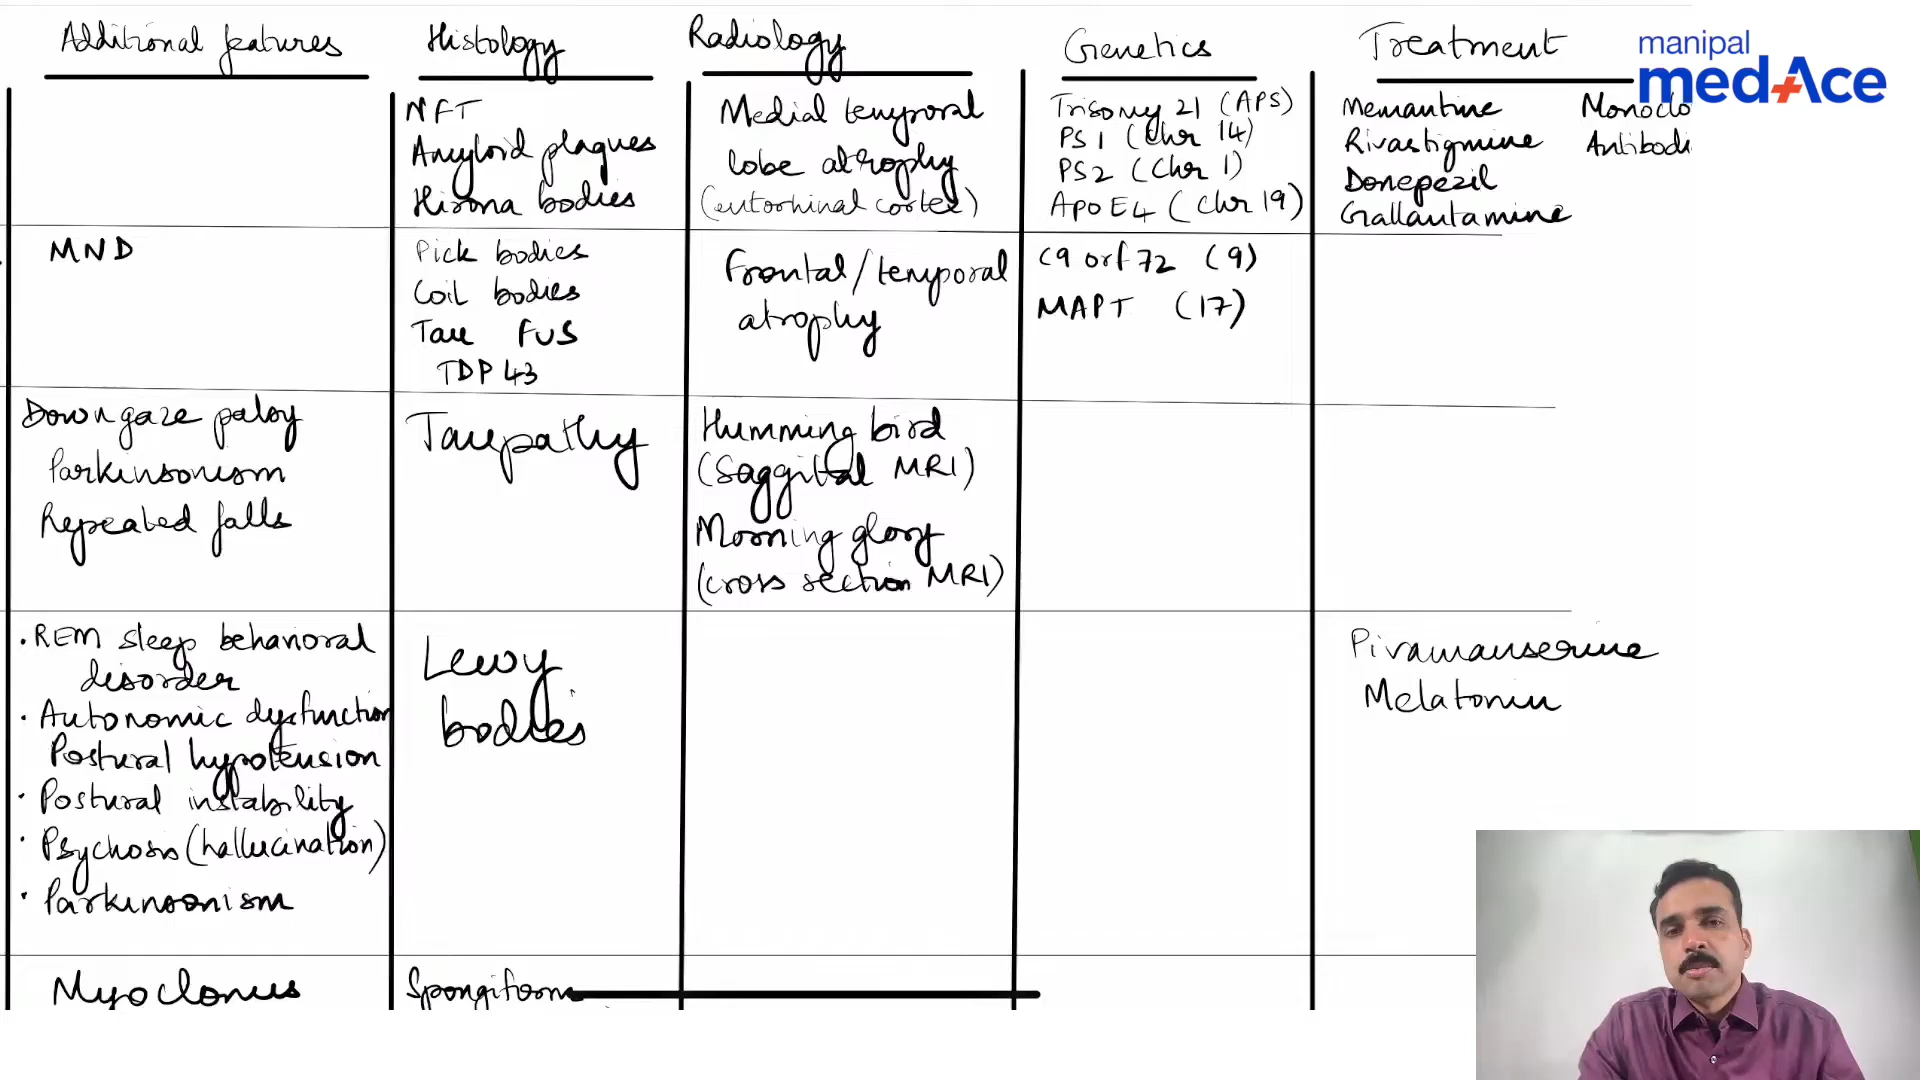 Additional features
Histology
Radiology
Genetics
Treatment
manipal
medAce
NFT
Amyloid plaques
Hirona bodies
Medial temporal
lobe atrophy
(entorhinal cortex)
Trisomy 21 (APS)
PS1 (Chr 14)
PS2 (Chr 1)
APOE4 (Chr 19)
Memantine
Rivastigmine
Donepezil
Gallantamine
Monoclo
Antibodi
MND
Pick bodies
Coil bodies
Tau FUS
TDP 43
Frontal/temporal
atrophy
C9 orf 72 (9)
MAPT (17)
Downgaze palsy
Parkinsonism
Repeated falls
Taupathy
Humming bird
(Saggital MRI)
Morning glory
(cross section MRI)
. REM sleep behavioral
disorder
. Autonomic dysfunction
Postural hypotension
. Postural instability
. Psychosis (hallucination)
. Parkinsonism
Lewy
bodies
Pivamanserine
Melatonin
Myoclonus
Spongiform